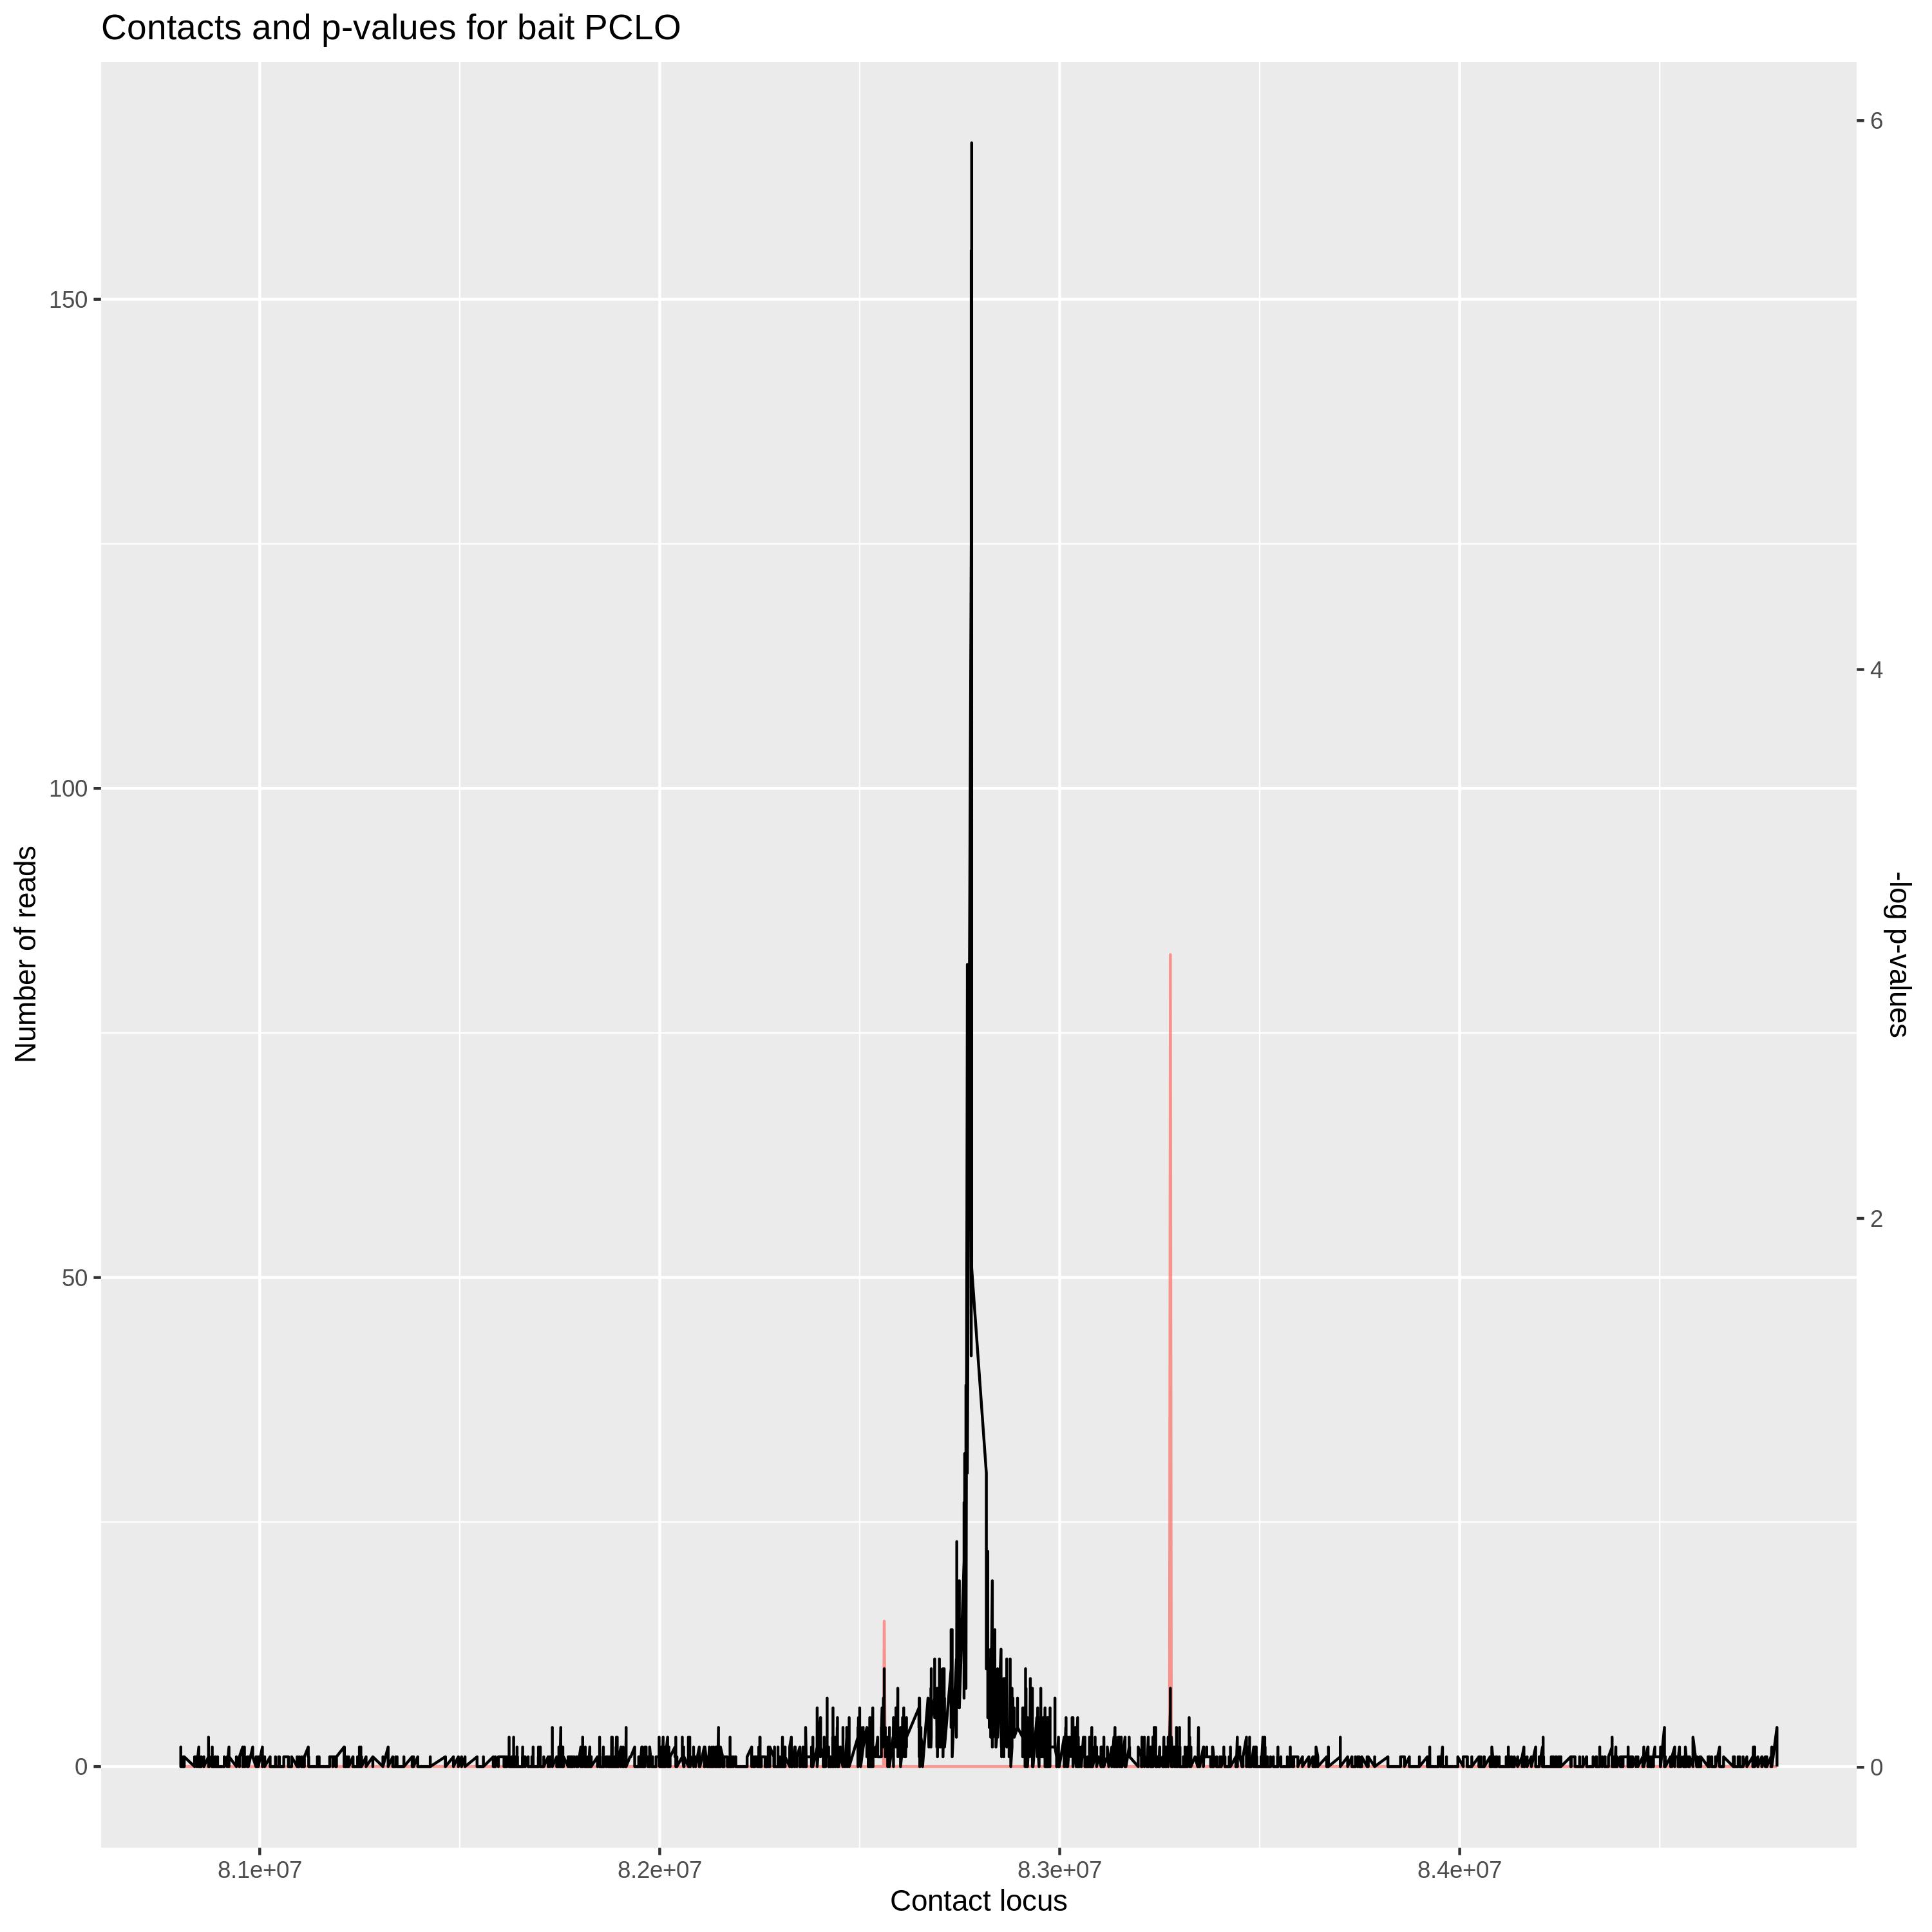 Contacts and p-values for bait PCLO
Number of reads
150
100
50
0
6
4
2
0
-log p-values
8.1e+07
8.2e+07
8.3e+07
8.4e+07
Contact locus